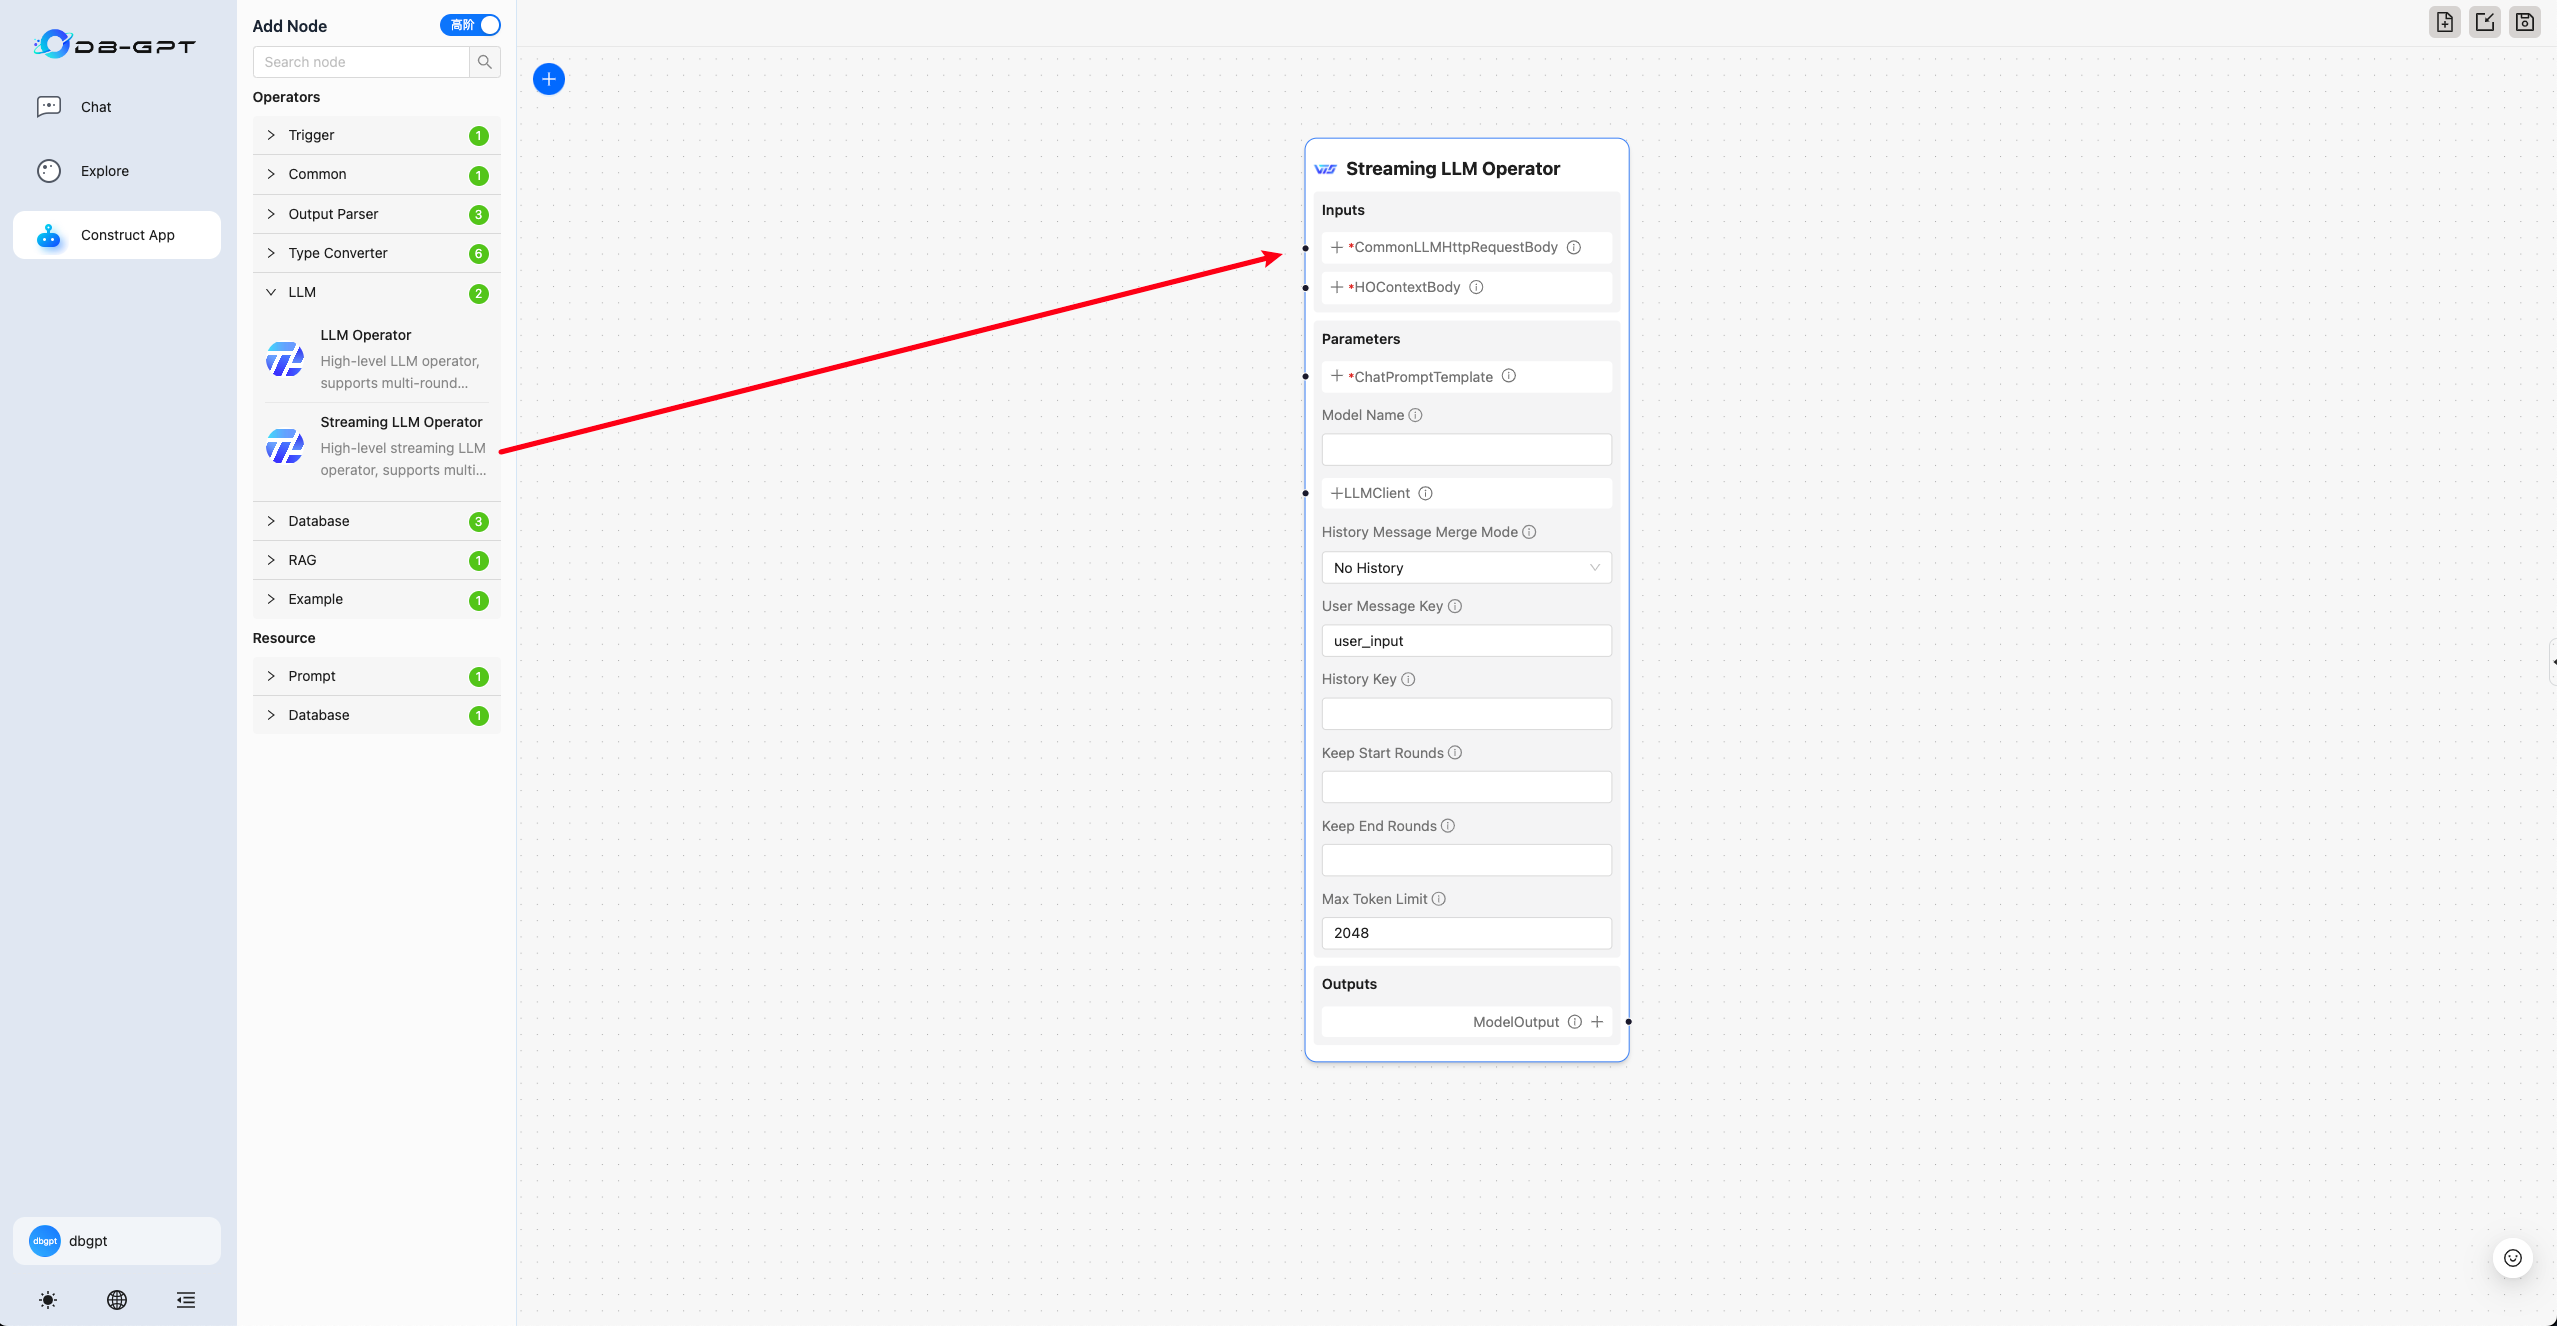 DB-GPT
Chat
Explore
Construct App
dbgpt
dbgpt
Add Node
高阶
Search node
Operators
Trigger
1
Common
1
Output Parser
3
Type Converter
6
LLM
2
LLM Operator
High-level LLM operator,
supports multi-round...
Streaming LLM Operator
High-level streaming LLM
operator, supports multi...
Database
3
RAG
1
Example
1
Resource
Prompt
1
Database
1
Streaming LLM Operator
Inputs
*CommonLLMHttpRequestBody
*HOContextBody
Parameters
*ChatPromptTemplate
Model Name
LLMClient
History Message Merge Mode
No History
User Message Key
user_input
History Key
Keep Start Rounds
Keep End Rounds
Max Token Limit
2048
Outputs
ModelOutput